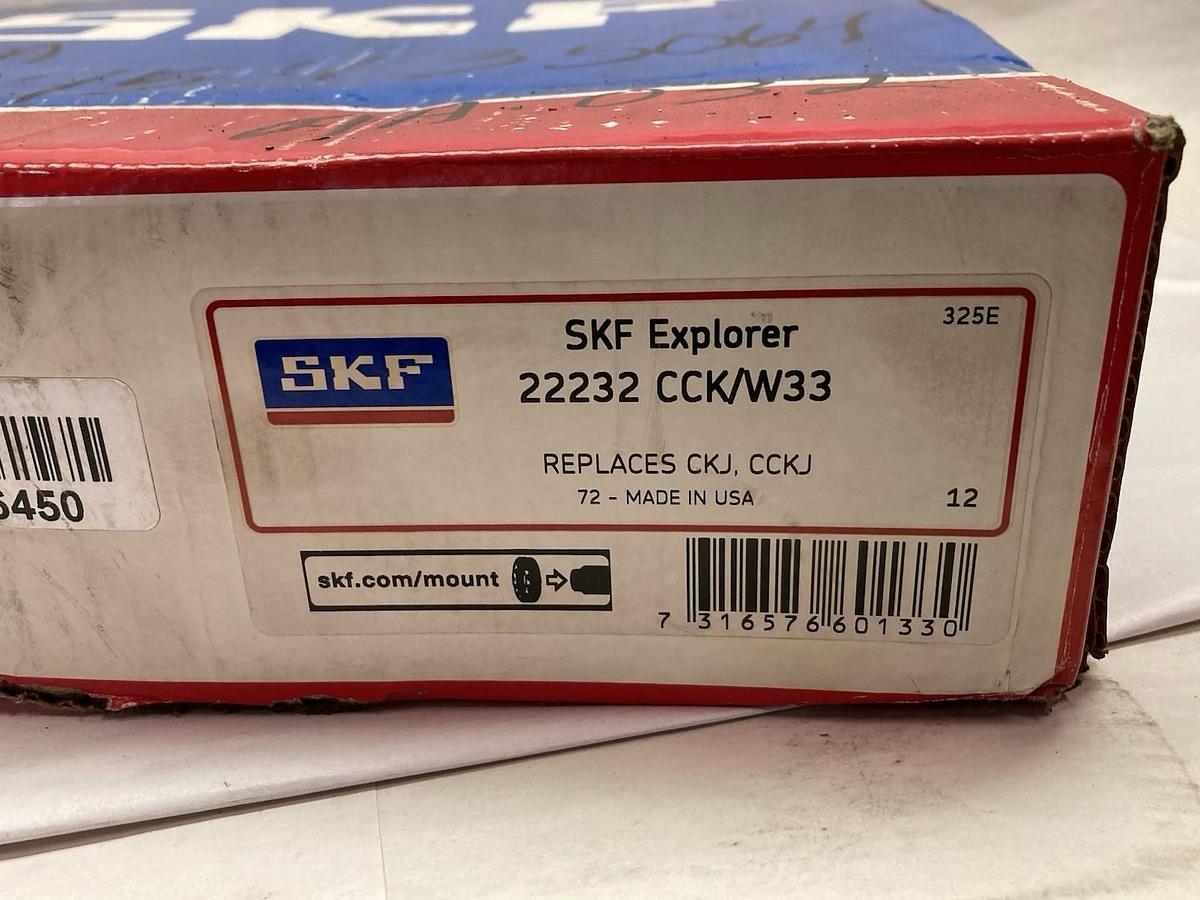 SKF
325E
SKF Explorer
SKF
22232 CCK/W33
REPLACES CKJ, CCKJ
72 - MADE IN USA
12
6450
skf.com/mount
7 316576 601330